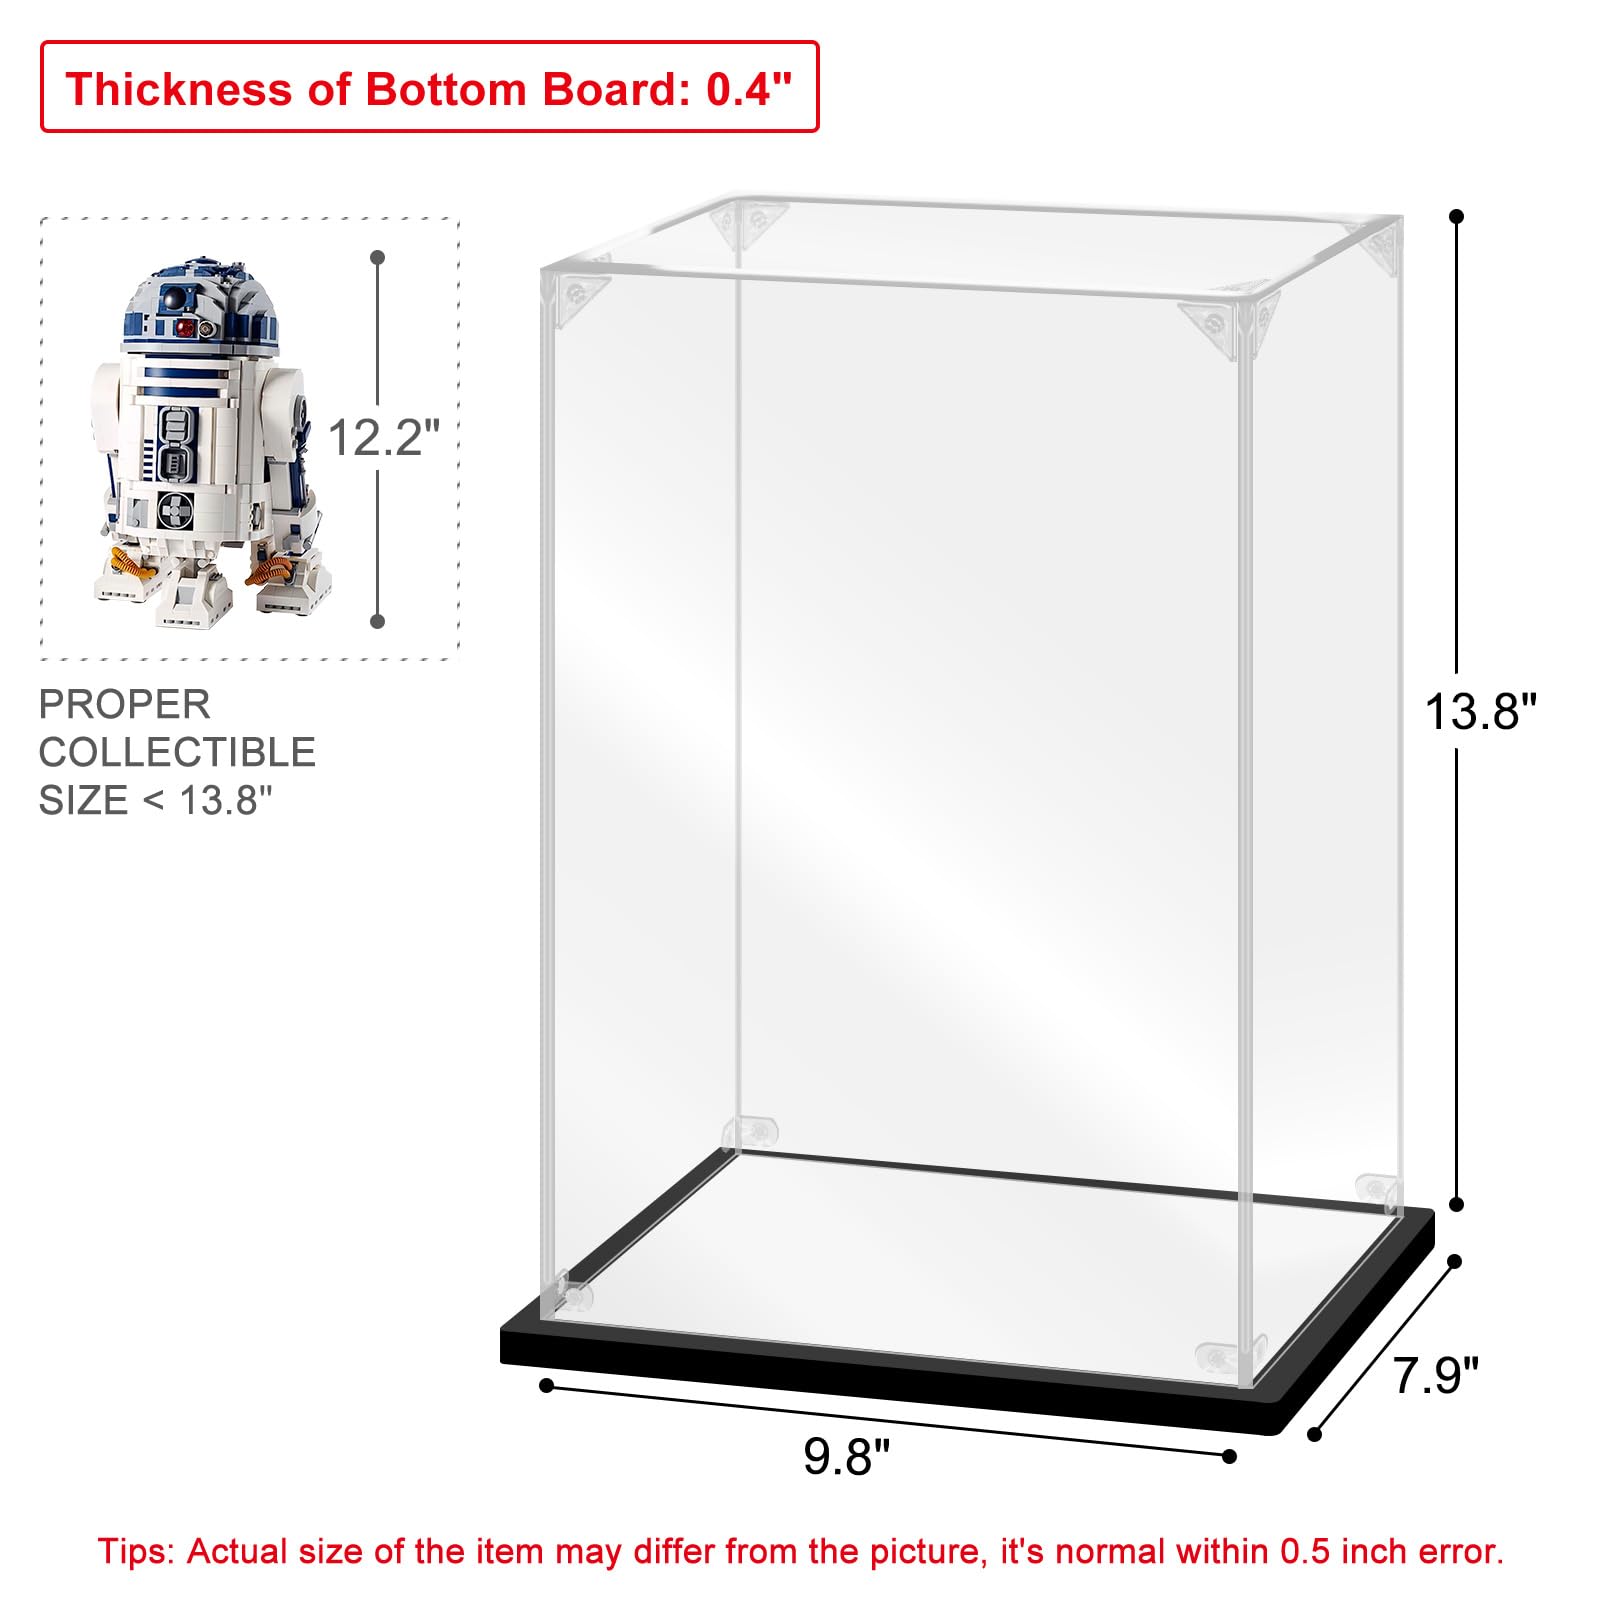 Thickness of Bottom Board: 0.4"
12.2"
PROPER
COLLECTIBLE
SIZE < 13.8"
13.8"
7.9"
9.8"
Tips: Actual size of the item may differ from the picture, it's normal within 0.5 inch error.